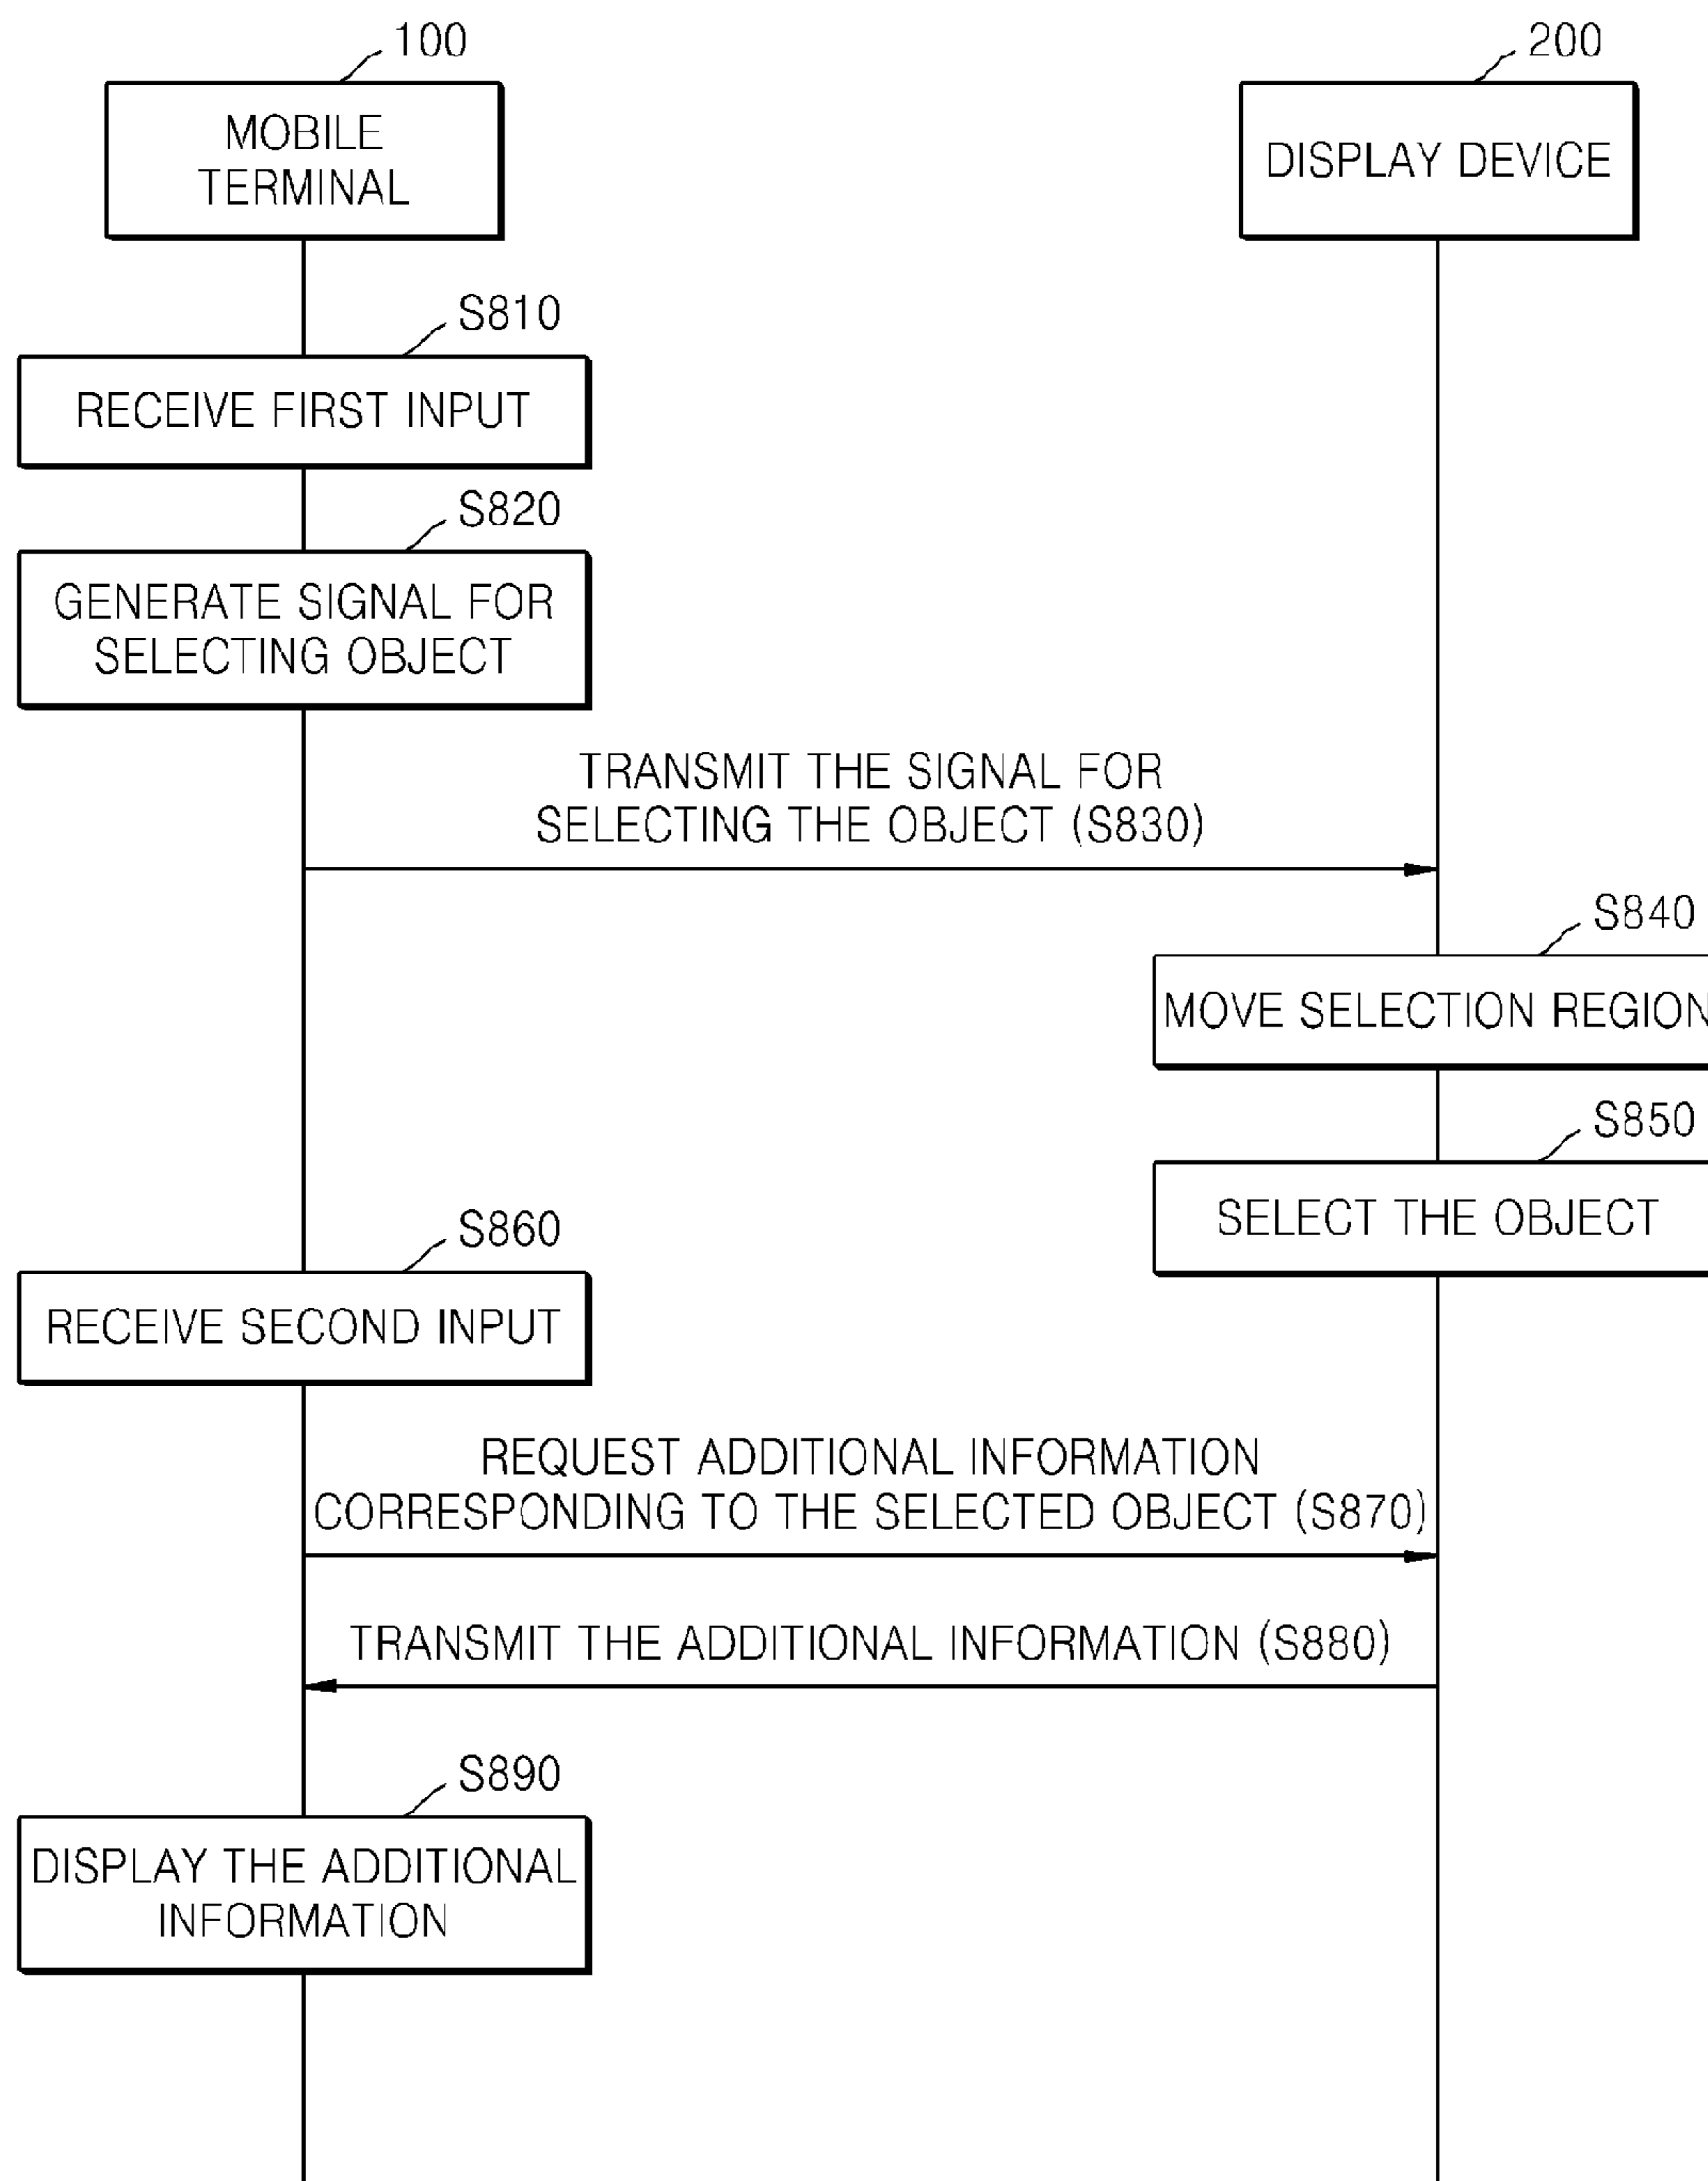 100
200
MOBILE
TERMINAL
DISPLAY DEVICE
S810
RECEIVE FIRST INPUT
S820
GENERATE SIGNAL FOR
SELECTING OBJECT
TRANSMIT THE SIGNAL FOR
SELECTING THE OBJECT (S830)
S840
MOVE SELECTION REGION
S850
SELECT THE OBJECT
S860
RECEIVE SECOND INPUT
REQUEST ADDITIONAL INFORMATION
CORRESPONDING TO THE SELECTED OBJECT (S870)
TRANSMIT THE ADDITIONAL INFORMATION (S880)
S890
DISPLAY THE ADDITIONAL
INFORMATION